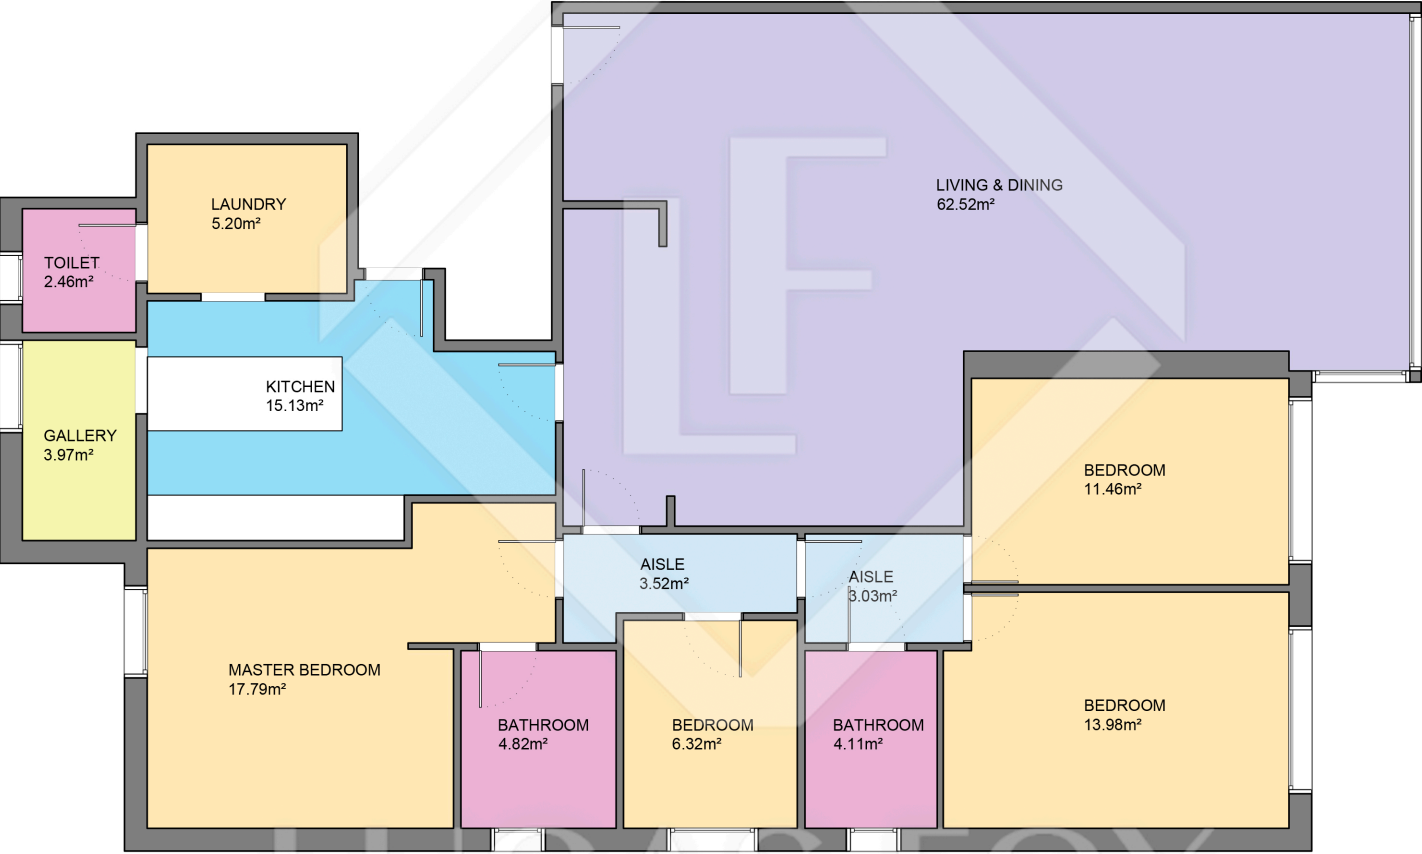 LIVING & DINING
62.52m²
LAUNDRY
5.20m²
TOILET
2.46m²
KITCHEN
15.13m²
GALLERY
3.97m²
BEDROOM
11.46m²
AISLE
3.52m²
AISLE
3.03m²
MASTER BEDROOM
17.79m²
BATHROOM
4.82m²
BEDROOM
6.32m²
BATHROOM
4.11m²
BEDROOM
13.98m²
LF